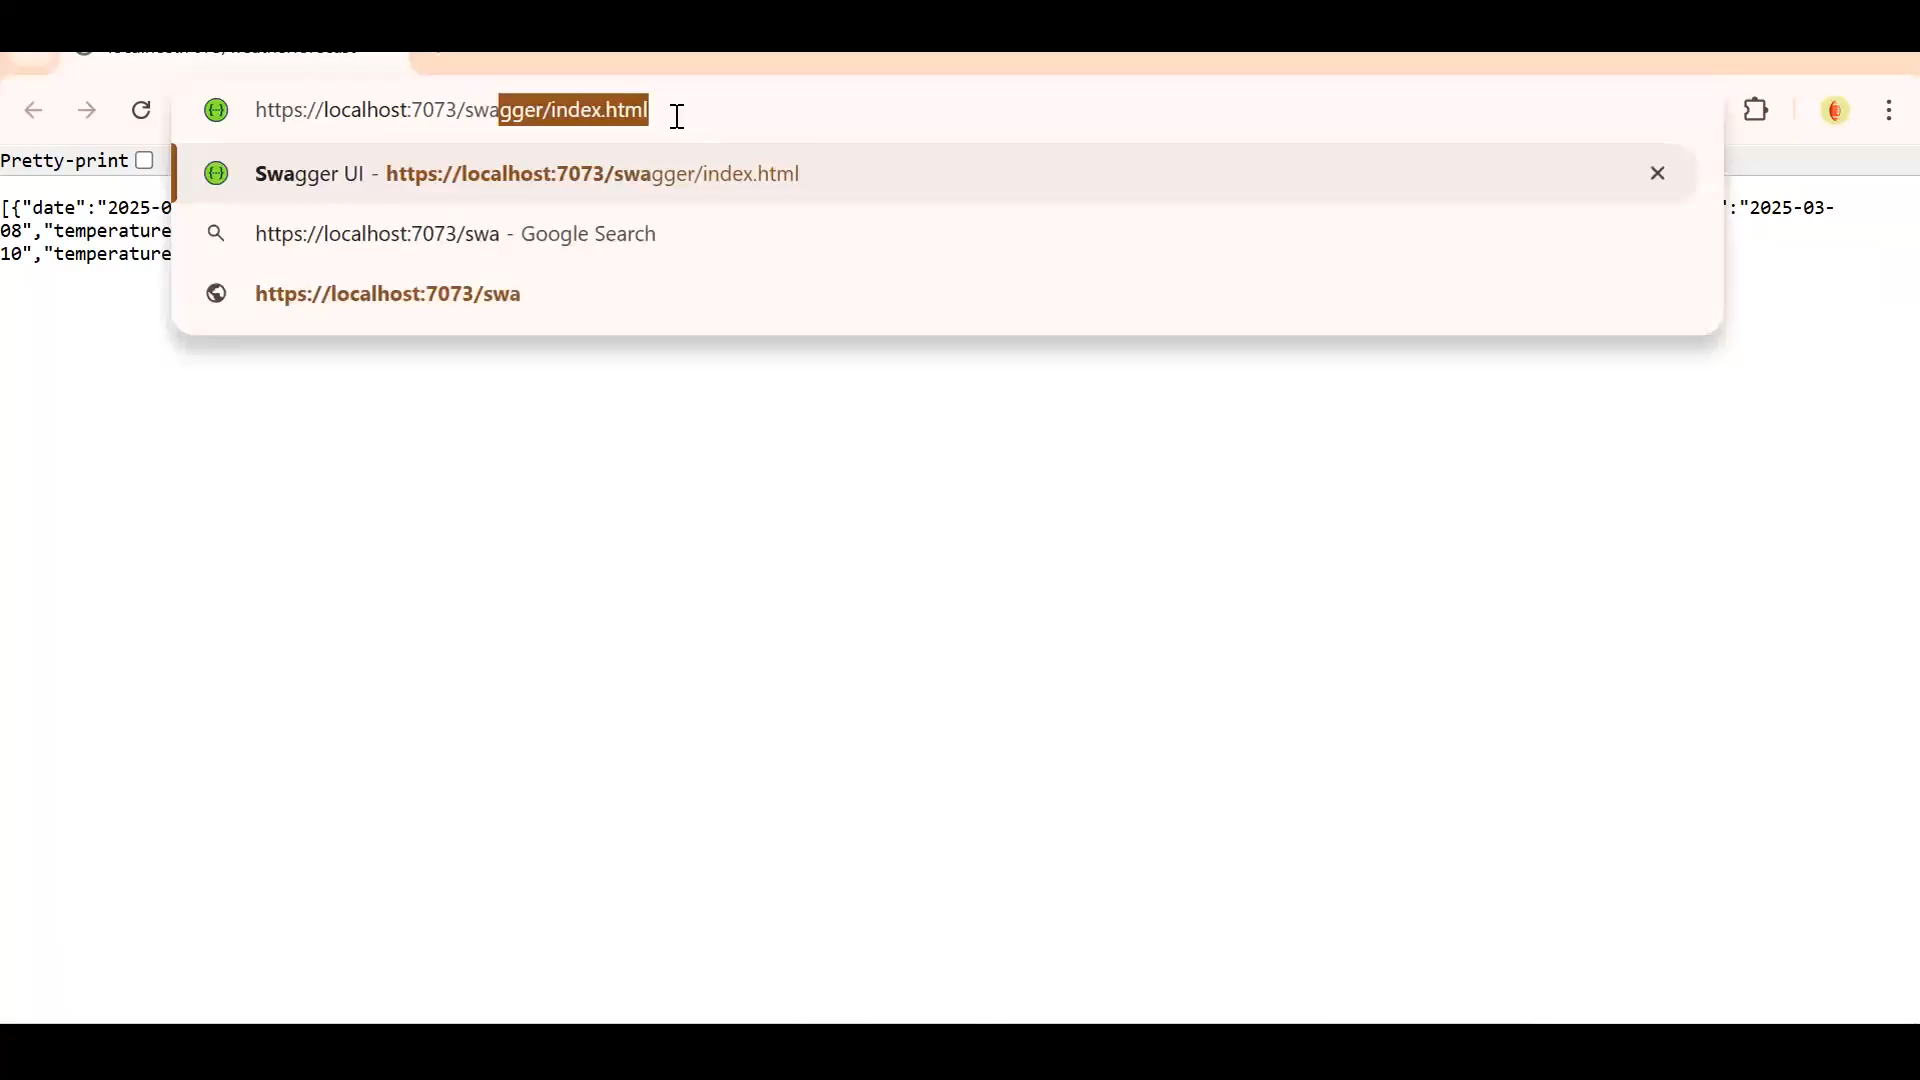 https://localhost:7073/swagger/index.html
Pretty-print
Swagger UI - https://localhost:7073/swagger/index.html
[{"date":"2025-0
:"2025-03-
08","temperature
https://localhost:7073/swa - Google Search
10","temperature
https://localhost:7073/swa